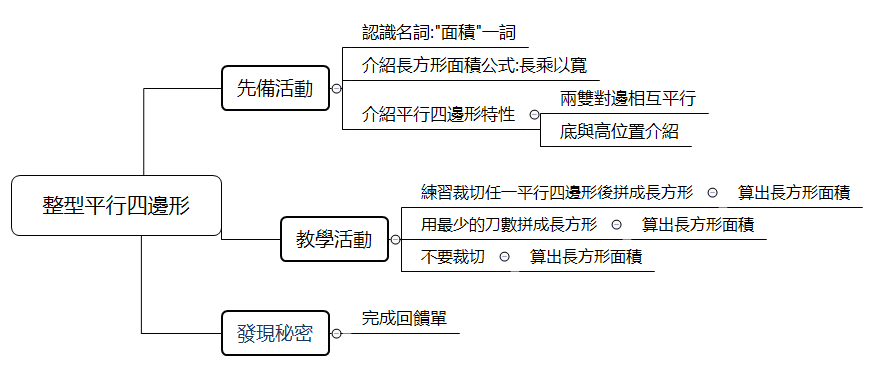 整型平行四邊形
先備活動
認識名詞:"面積"一詞
介紹長方形面積公式:長乘以寬
介紹平行四邊形特性
兩雙對邊相互平行
底與高位置介紹
教學活動
練習裁切任一平行四邊形後拼成長方形
算出長方形面積
用最少的刀數拼成長方形
算出長方形面積
不要裁切
算出長方形面積
發現秘密
完成回饋單